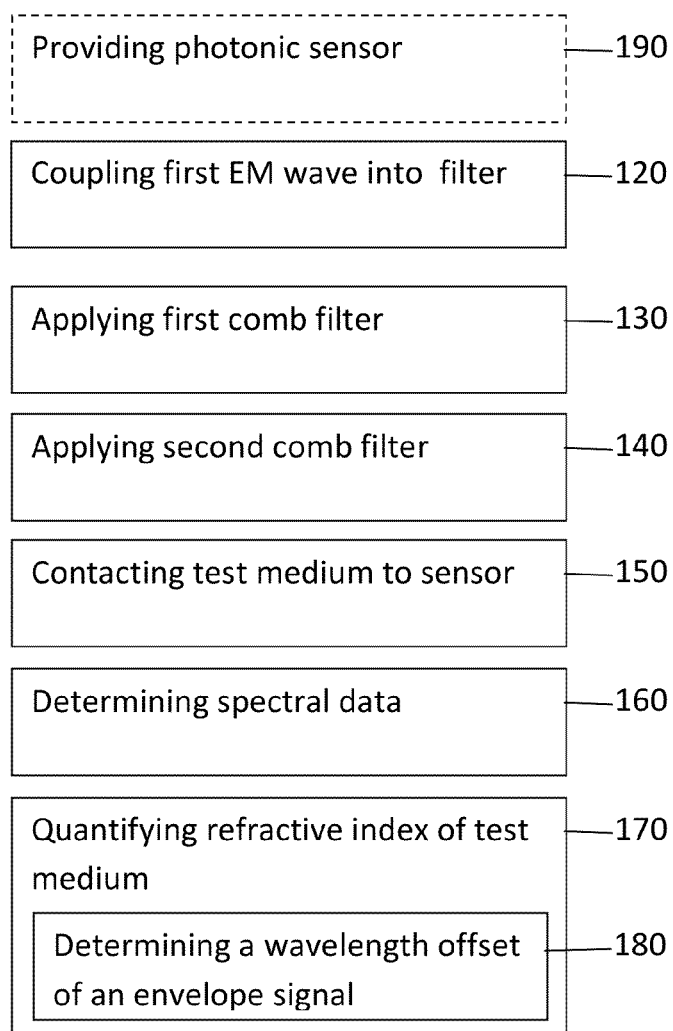 Providing photonic sensor 190
Coupling first EM wave into filter 120
Applying first comb filter 130
Applying second comb filter 140
Contacting test medium to sensor 150
Determining spectral data 160
Quantifying refractive index of test 170
medium
Determining a wavelength offset 180
of an envelope signal